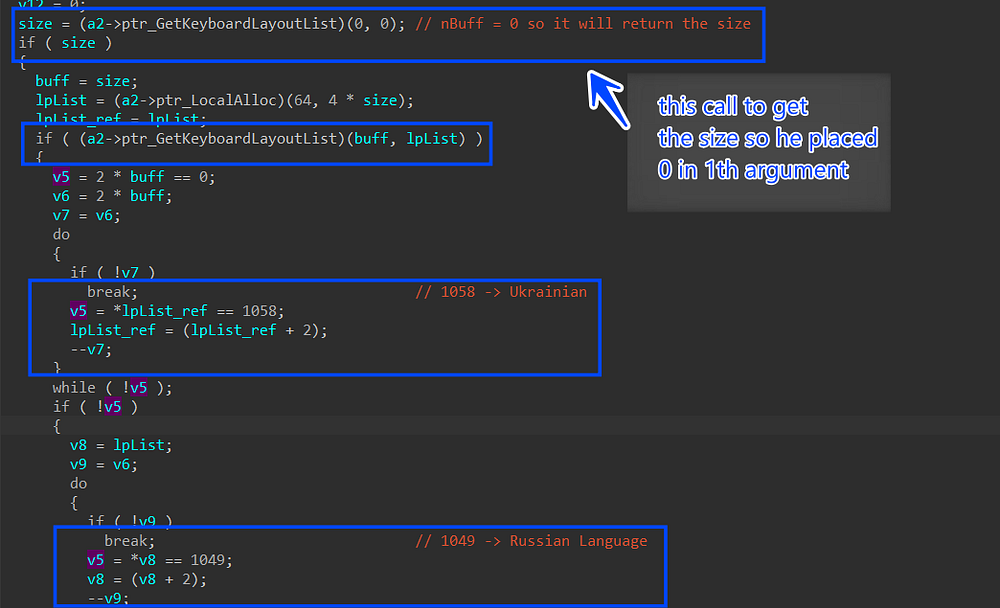 v12 = 0;
size = (a2->ptr_GetKeyboardLayoutList)(0, 0); // nBuff = 0 so it will return the size
if ( size )
{
buff = size;
lpList = (a2->ptr_LocalAlloc)(64, 4 * size);
lpList_ref = lpList;
if ( (a2->ptr_GetKeyboardLayoutList)(buff, lpList) )
{
v5 = 2 * buff == 0;
v6 = 2 * buff;
v7 = v6;
do
{
if ( !v7 )
break; // 1058 -> Ukrainian
v5 = *lpList_ref == 1058;
lpList_ref = (lpList_ref + 2);
--v7;
}
while ( !v5 );
if ( !v5 )
{
v8 = lpList;
v9 = v6;
do
{
if ( !v9 )
break; // 1049 -> Russian Language
v5 = *v8 == 1049;
v8 = (v8 + 2);
--v9;
this call to get
the size so he placed
0 in 1th argument